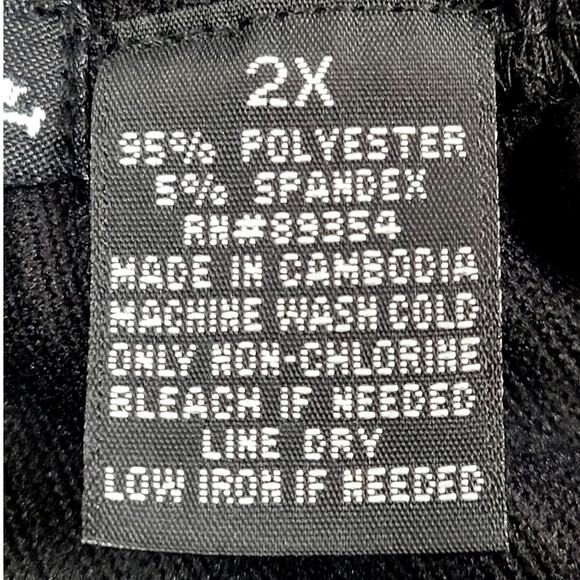 2X
95% POLYESTER
5% SPANDEX
RN#89354
MADE IN CAMBODIA
MACHINE WASH COLD
ONLY NON-CHLORINE
BLEACH IF NEEDED
LINE DRY
LOW IRON IF NEEDED